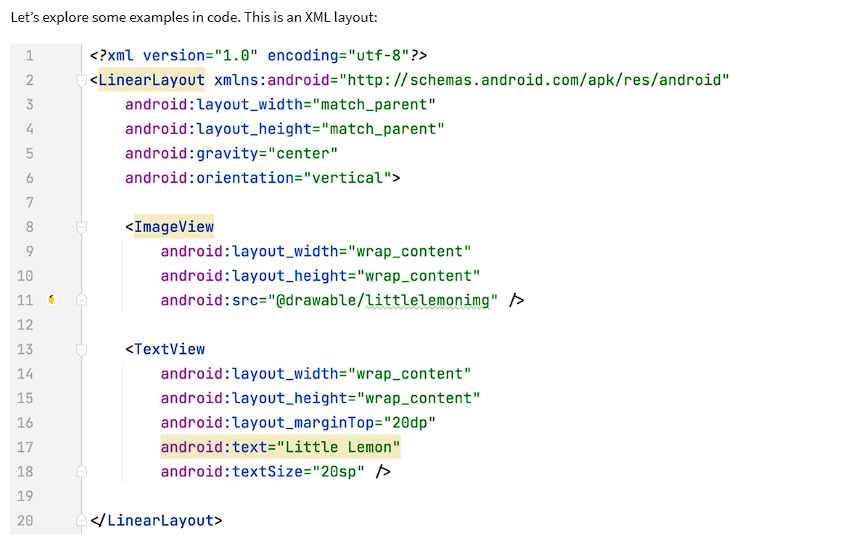 Let's explore some examples in code. This is an XML layout:
1 <?xml version="1.0" encoding="utf-8"?>
2 <LinearLayout xmlns:android="http://schemas.android.com/apk/res/android"
3 android:layout_width="match_parent"
4 android:layout_height="match_parent"
5 android:gravity="center"
6 android:orientation="vertical">
7
8 <ImageView
9 android:layout_width="wrap_content"
10 android:layout_height="wrap_content"
11 android:src="@drawable/littlelemonimg" />
12
13 <TextView
14 android:layout_width="wrap_content"
15 android:layout_height="wrap_content"
16 android:layout_marginTop="20dp"
17 android:text="Little Lemon"
18 android:textSize="20sp" />
19
20 </LinearLayout>